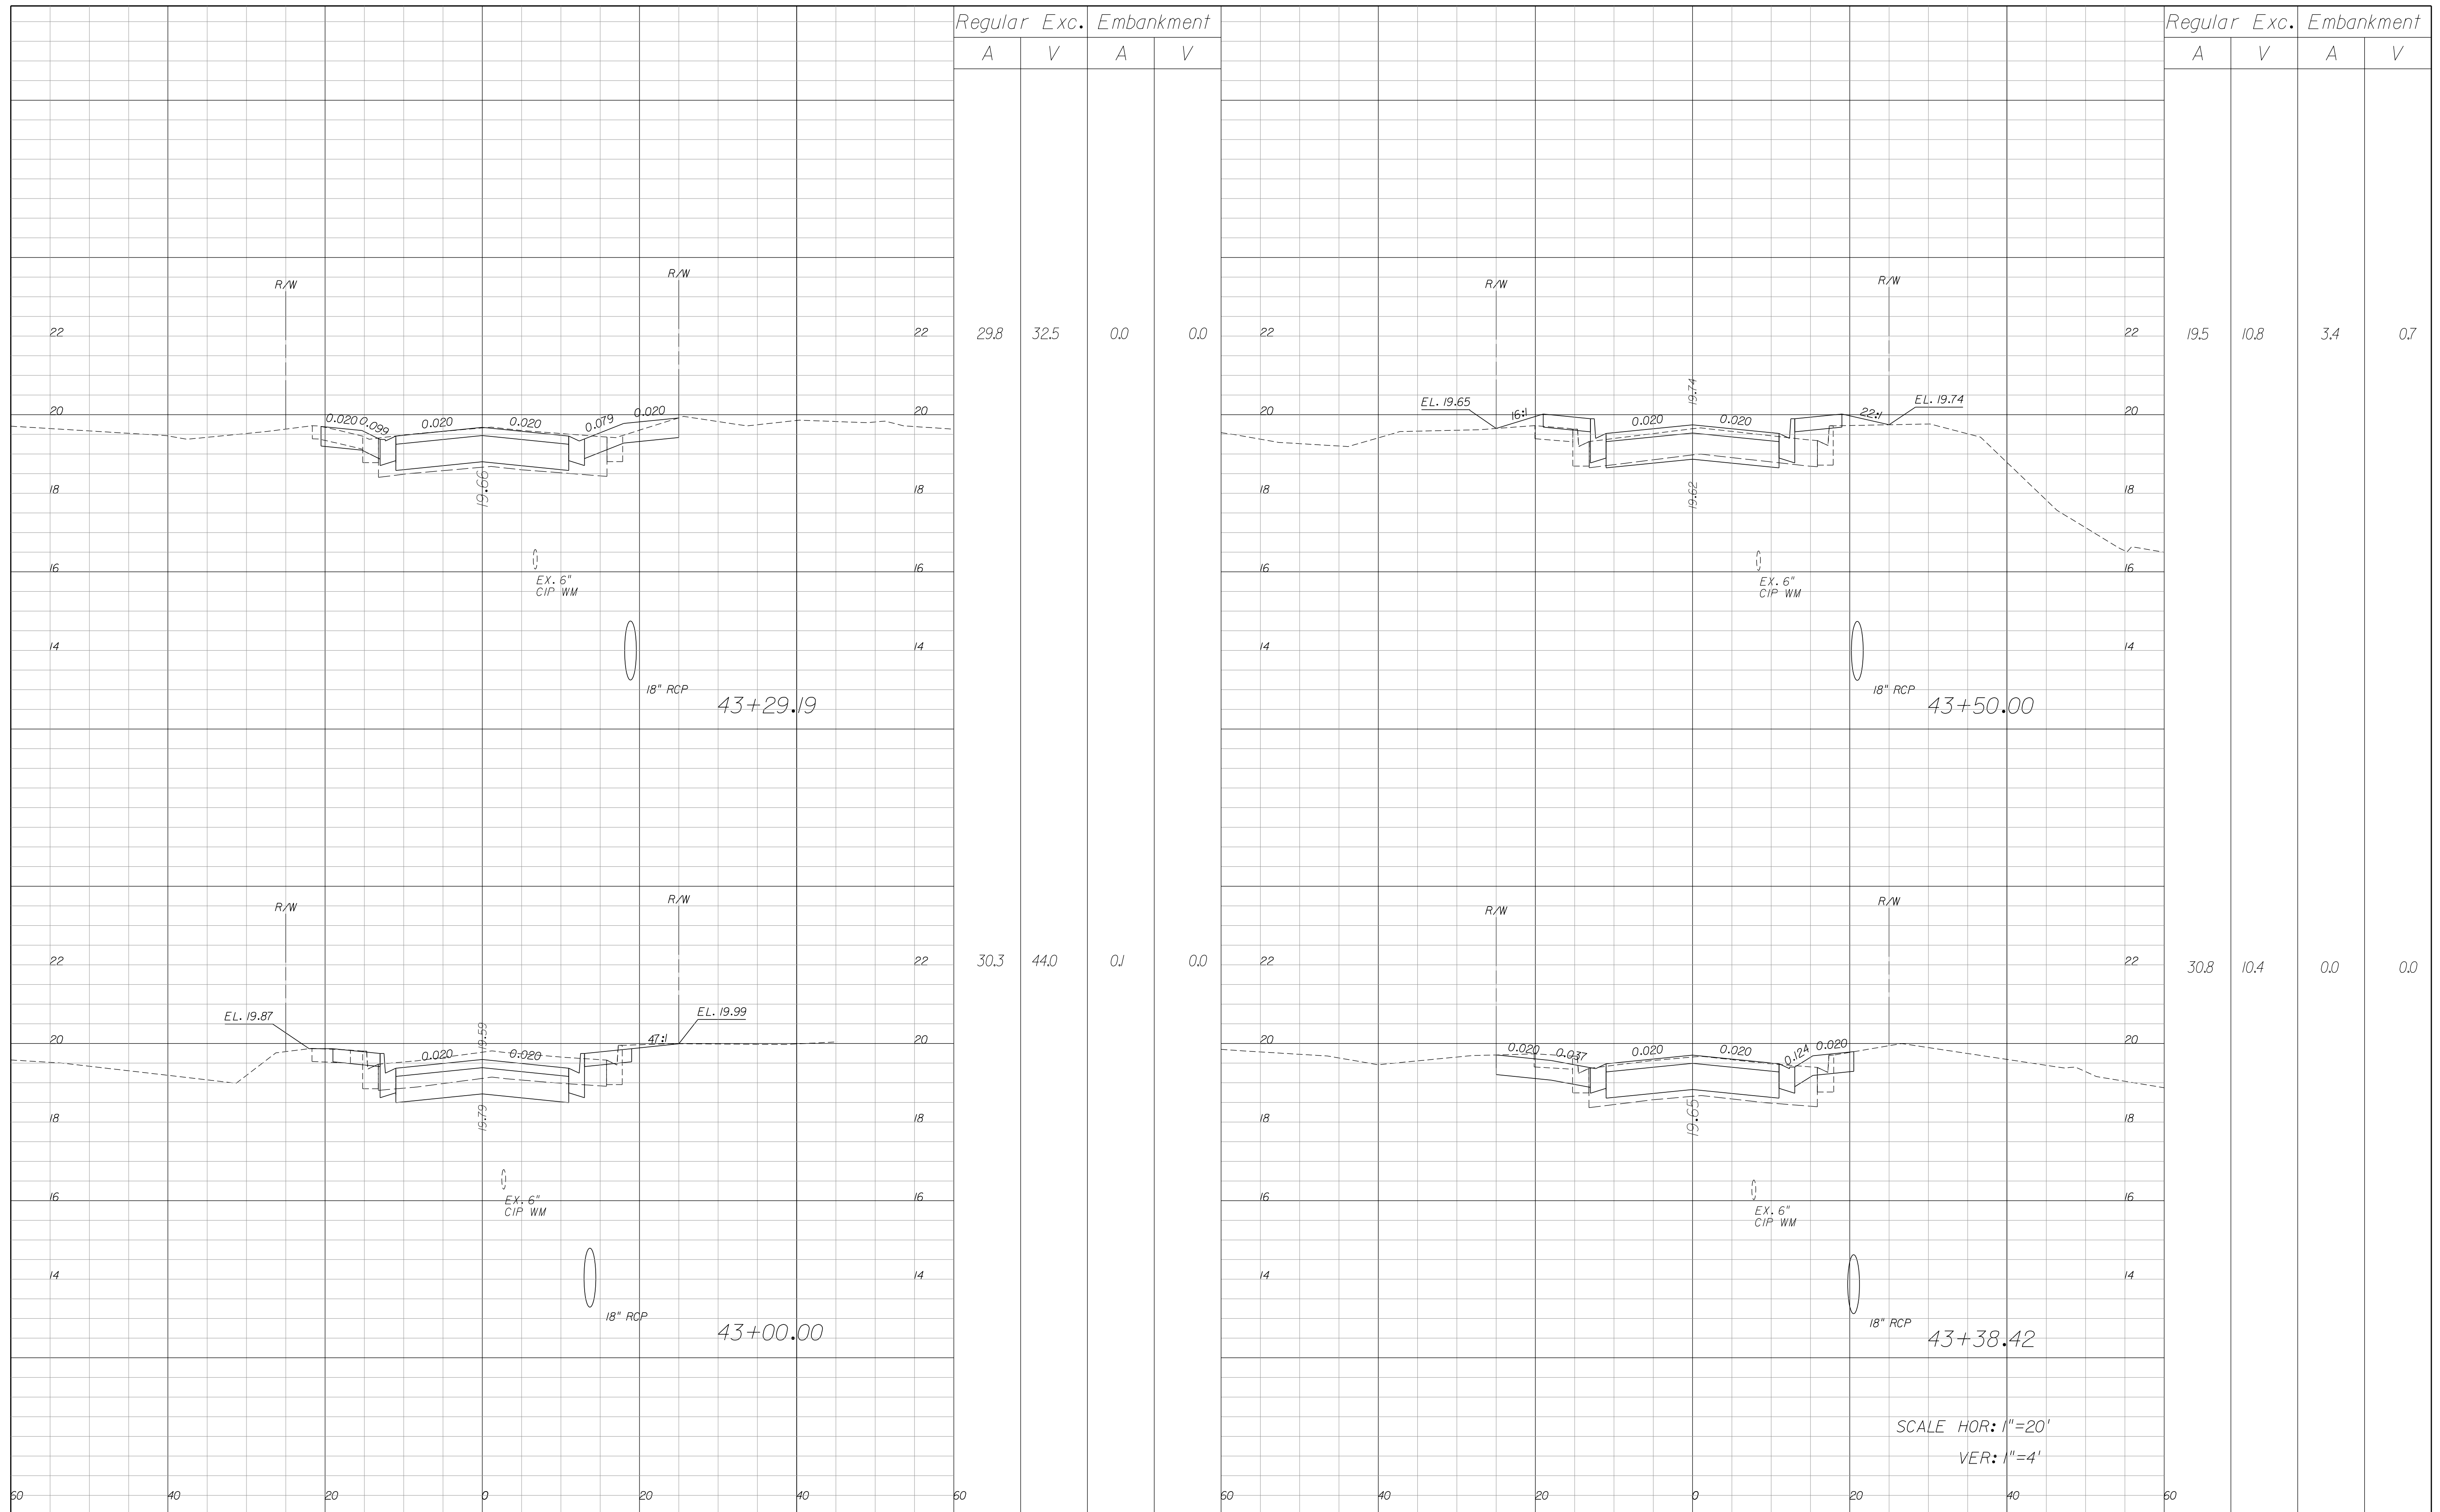 Regular Exc. Embankment
A V A V
R/W R/W
22 22 29.8 32.5 0.0 0.0
20 0.020 0.099 0.020 0.020 0.079 0.020 20
18 19.66 18
16 16
EX. 6"
CIP WM
14 14
18" RCP
43+29.19
R/W R/W
22 22 30.3 44.0 0.1 0.0
EL. 19.87 19.59 EL. 19.99
20 0.020 0.020 47:1 20
18 19.79 18
16 16
EX. 6"
CIP WM
14 14
18" RCP
43+00.00
60 40 20 0 20 40 60
Regular Exc. Embankment
A V A V
R/W R/W
22 22 19.5 10.8 3.4 0.7
EL. 19.65 19.74 EL. 19.74
20 16:1 0.020 0.020 22:1 20
18 19.62 18
16 16
EX. 6"
CIP WM
14 14
18" RCP
43+50.00
R/W R/W
22 22 30.8 10.4 0.0 0.0
20 0.020 0.037 0.020 0.020 0.124 0.020 20
18 19.65 18
16 16
EX. 6"
CIP WM
14 14
18" RCP
43+38.42
SCALE HOR: 1"=20'
VER: 1"=4'
60 40 20 0 20 40 60